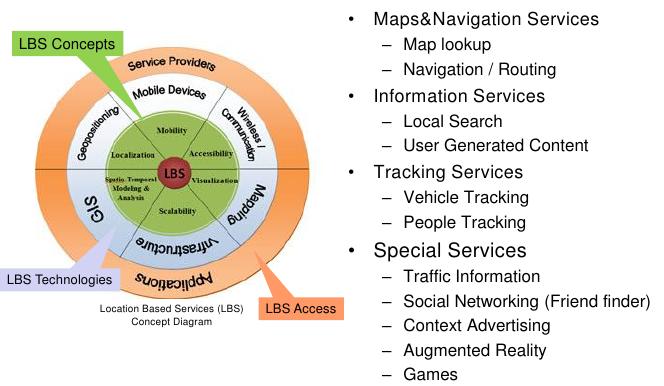 LBS Concepts
Service Providers
Mobile Devices
Geopositioning
Wireless /
Communication
Mobility
Localization
Accessibility
LBS
Spatio-Temporal
Modeling &
Analysis
Visualization
Scalability
GIS
Mapping
Infrastructure
Applications
LBS Technologies
LBS Access
Location Based Services (LBS)
Concept Diagram
• Maps&Navigation Services
– Map lookup
– Navigation / Routing
• Information Services
– Local Search
– User Generated Content
• Tracking Services
– Vehicle Tracking
– People Tracking
• Special Services
– Traffic Information
– Social Networking (Friend finder)
– Context Advertising
– Augmented Reality
– Games